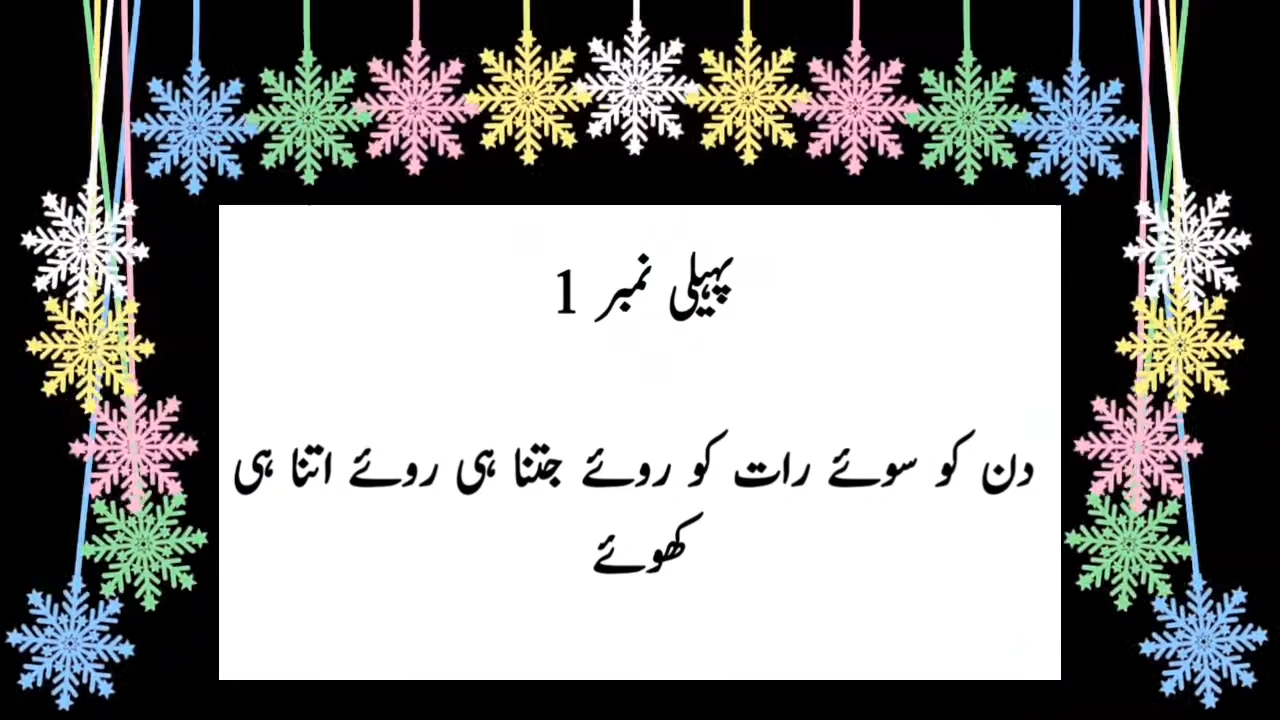 پہیلی نمبر 1
دن کو سوئے رات کو روئے جتنا ہی روئے اتنا ہی
کھوئے